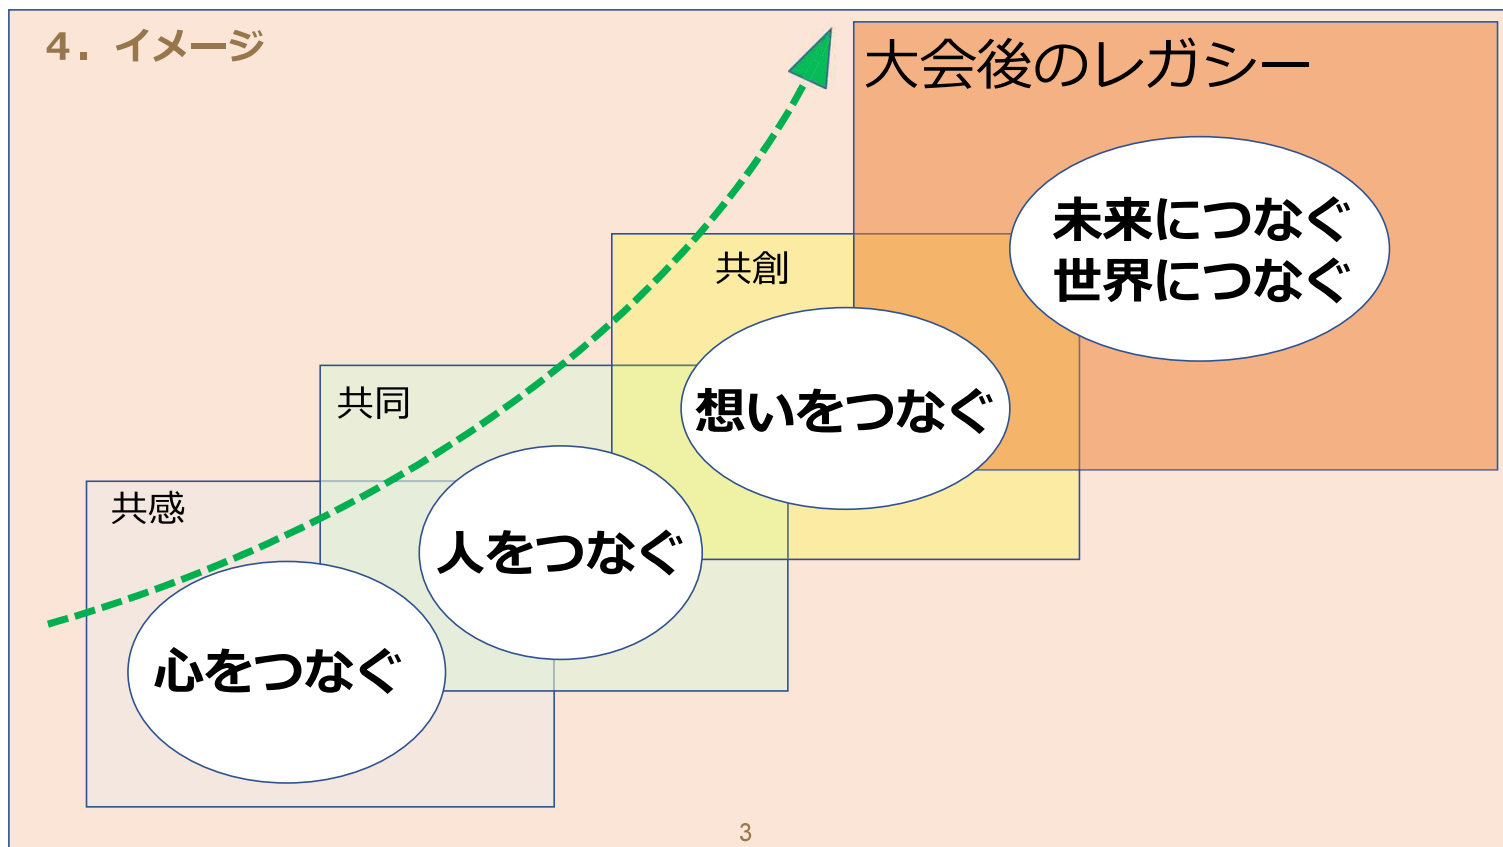 4．イメージ
大会後のレガシー
未来につなぐ
世界につなぐ
共創
想いをつなぐ
共同
人をつなぐ
共感
心をつなぐ
3